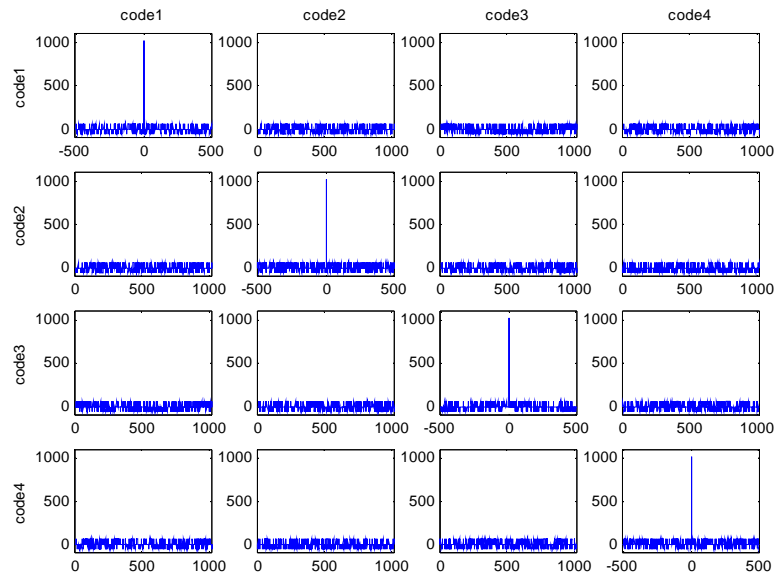 code1 code2 code3 code4
code1
1000 1000 1000 1000
500 500 500 500
0 0 0 0
-500 0 500 0 500 1000 0 500 1000 0 500 1000
code2
1000 1000 1000 1000
500 500 500 500
0 0 0 0
0 500 1000 -500 0 500 0 500 1000 0 500 1000
code3
1000 1000 1000 1000
500 500 500 500
0 0 0 0
0 500 1000 0 500 1000 -500 0 500 0 500 1000
code4
1000 1000 1000 1000
500 500 500 500
0 0 0 0
0 500 1000 0 500 1000 0 500 1000 -500 0 500